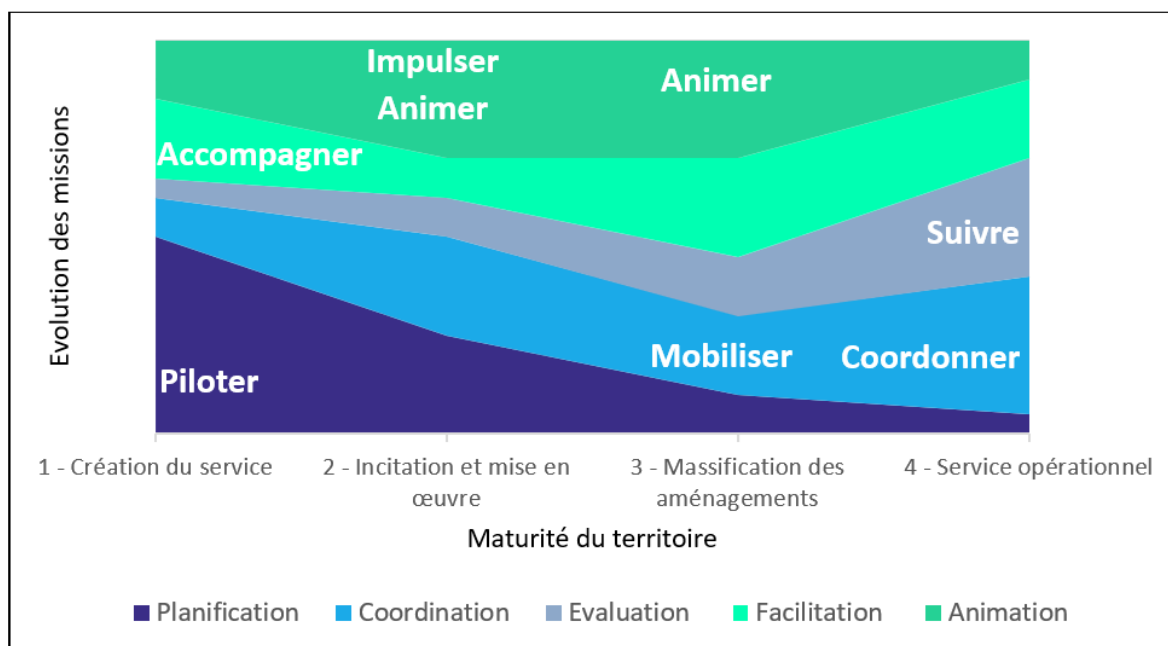 Impulser
Animer
Animer
Accompagner
Suivre
Mobiliser
Coordonner
Piloter
Evolution des missions
1 - Création du service
2 - Incitation et mise en
œuvre
3 - Massification des
aménagements
4 - Service opérationnel
Maturité du territoire
Planification
Coordination
Evaluation
Facilitation
Animation